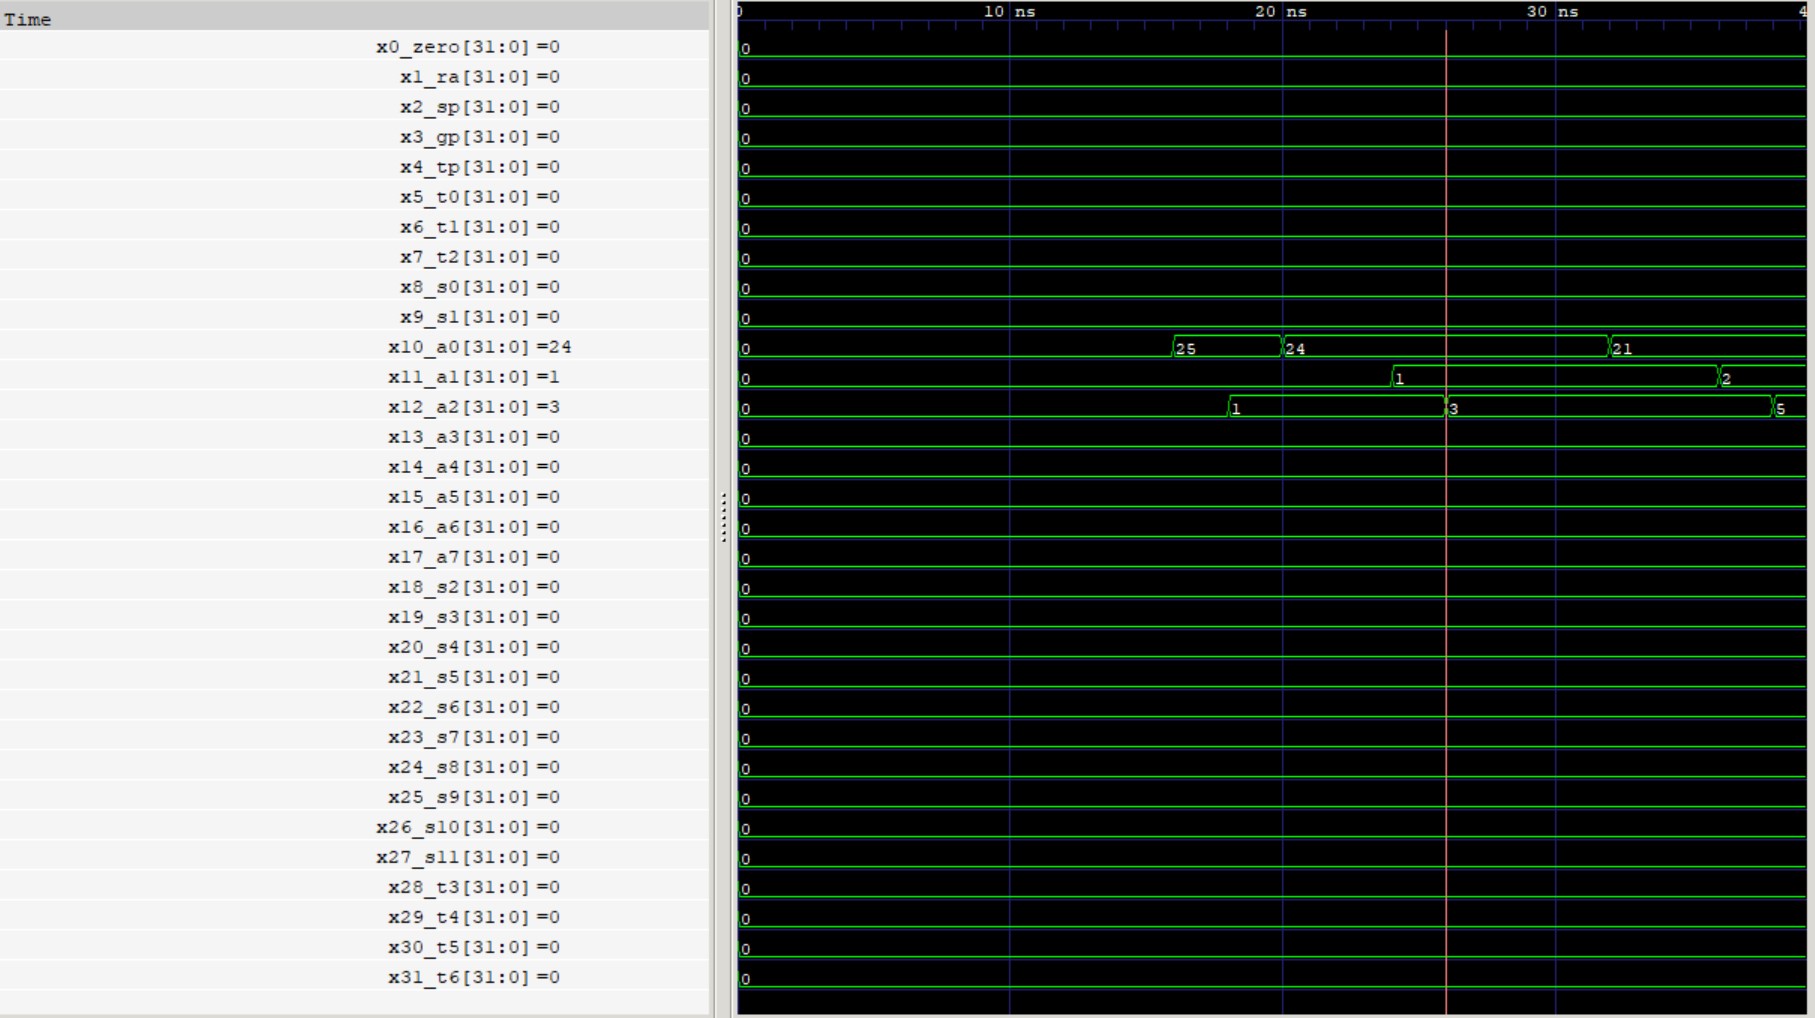 Time
0 10 ns 20 ns 30 ns 4
x0_zero[31:0] =0 0
x1_ra[31:0] =0 0
x2_sp[31:0] =0 0
x3_gp[31:0] =0 0
x4_tp[31:0] =0 0
x5_t0[31:0] =0 0
x6_t1[31:0] =0 0
x7_t2[31:0] =0 0
x8_s0[31:0] =0 0
x9_s1[31:0] =0 0
x10_a0[31:0] =24 0 25 24 21
x11_a1[31:0] =1 0 1 2
x12_a2[31:0] =3 0 1 3 5
x13_a3[31:0] =0 0
x14_a4[31:0] =0 0
x15_a5[31:0] =0 0
x16_a6[31:0] =0 0
x17_a7[31:0] =0 0
x18_s2[31:0] =0 0
x19_s3[31:0] =0 0
x20_s4[31:0] =0 0
x21_s5[31:0] =0 0
x22_s6[31:0] =0 0
x23_s7[31:0] =0 0
x24_s8[31:0] =0 0
x25_s9[31:0] =0 0
x26_s10[31:0] =0 0
x27_s11[31:0] =0 0
x28_t3[31:0] =0 0
x29_t4[31:0] =0 0
x30_t5[31:0] =0 0
x31_t6[31:0] =0 0